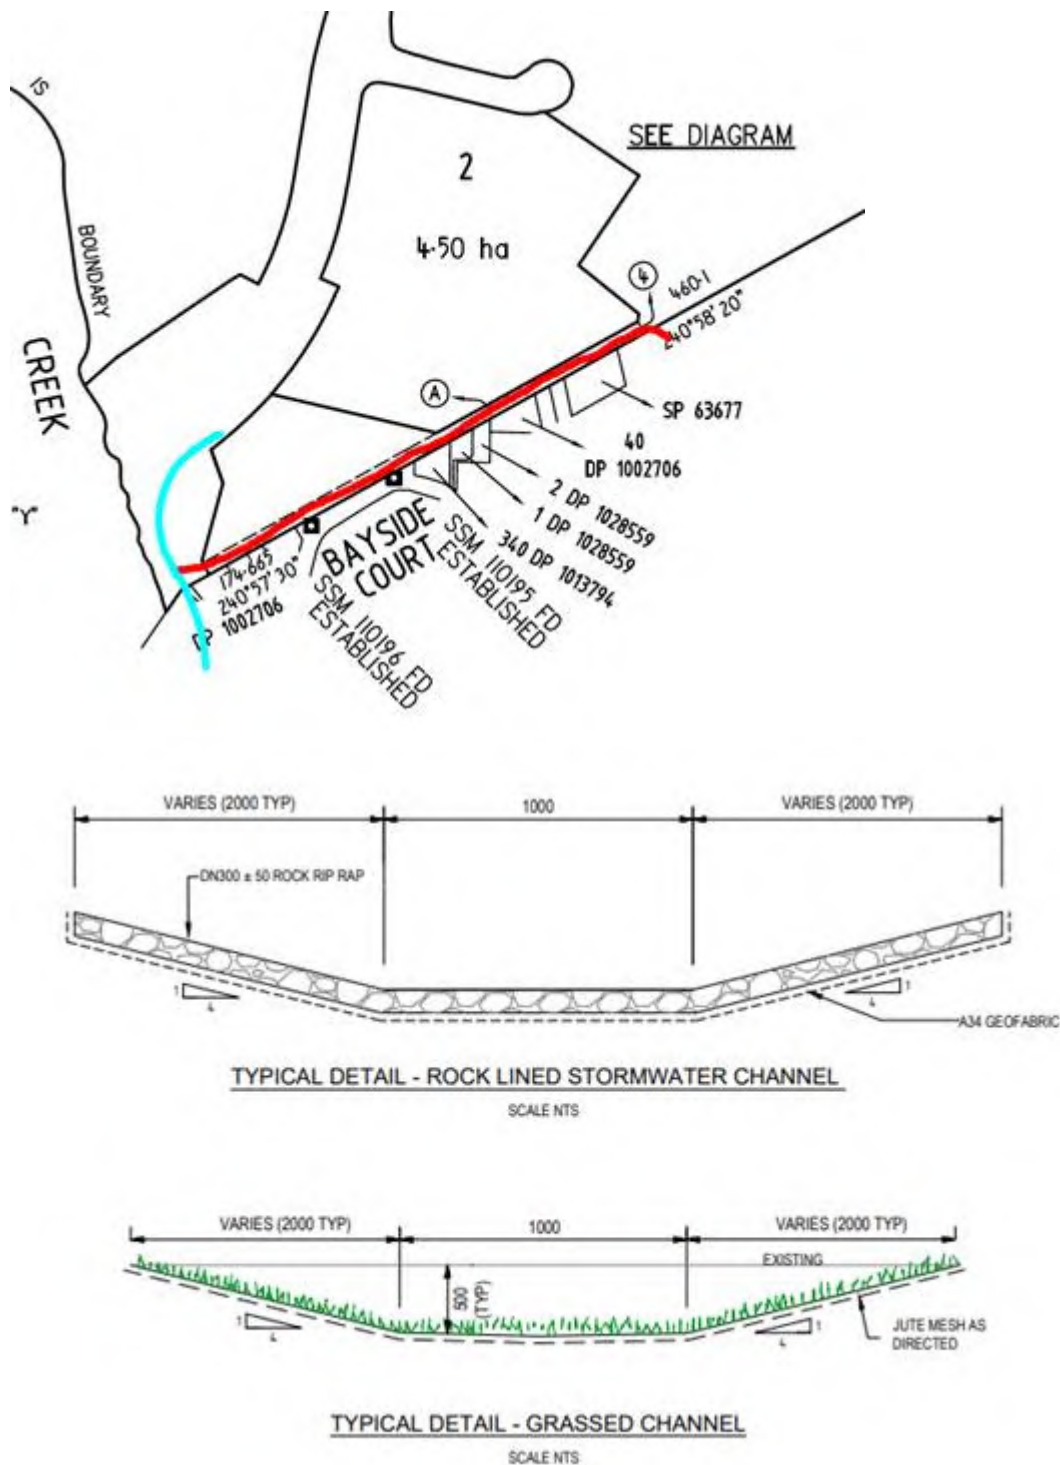 IS
BOUNDARY
CREEK
"Y"
2
4·50 ha
SEE DIAGRAM
4
460·1
240°58'20"
A
SP 63677
40
DP 1002706
2 DP 1028559
1 DP 1028559
340 DP 1013794
SSM 110195 FD
ESTABLISHED
BAYSIDE
COURT
SSM 110196 FD
ESTABLISHED
174·665
240°57'30"
DP 1002706
VARIES (2000 TYP)
1000
VARIES (2000 TYP)
DN300 ± 50 ROCK RIP RAP
1
4
1
4
A34 GEOFABRIC
TYPICAL DETAIL - ROCK LINED STORMWATER CHANNEL
SCALE NTS
VARIES (2000 TYP)
1000
VARIES (2000 TYP)
EXISTING
500
(TYP)
1
4
1
4
JUTE MESH AS
DIRECTED
TYPICAL DETAIL - GRASSED CHANNEL
SCALE NTS